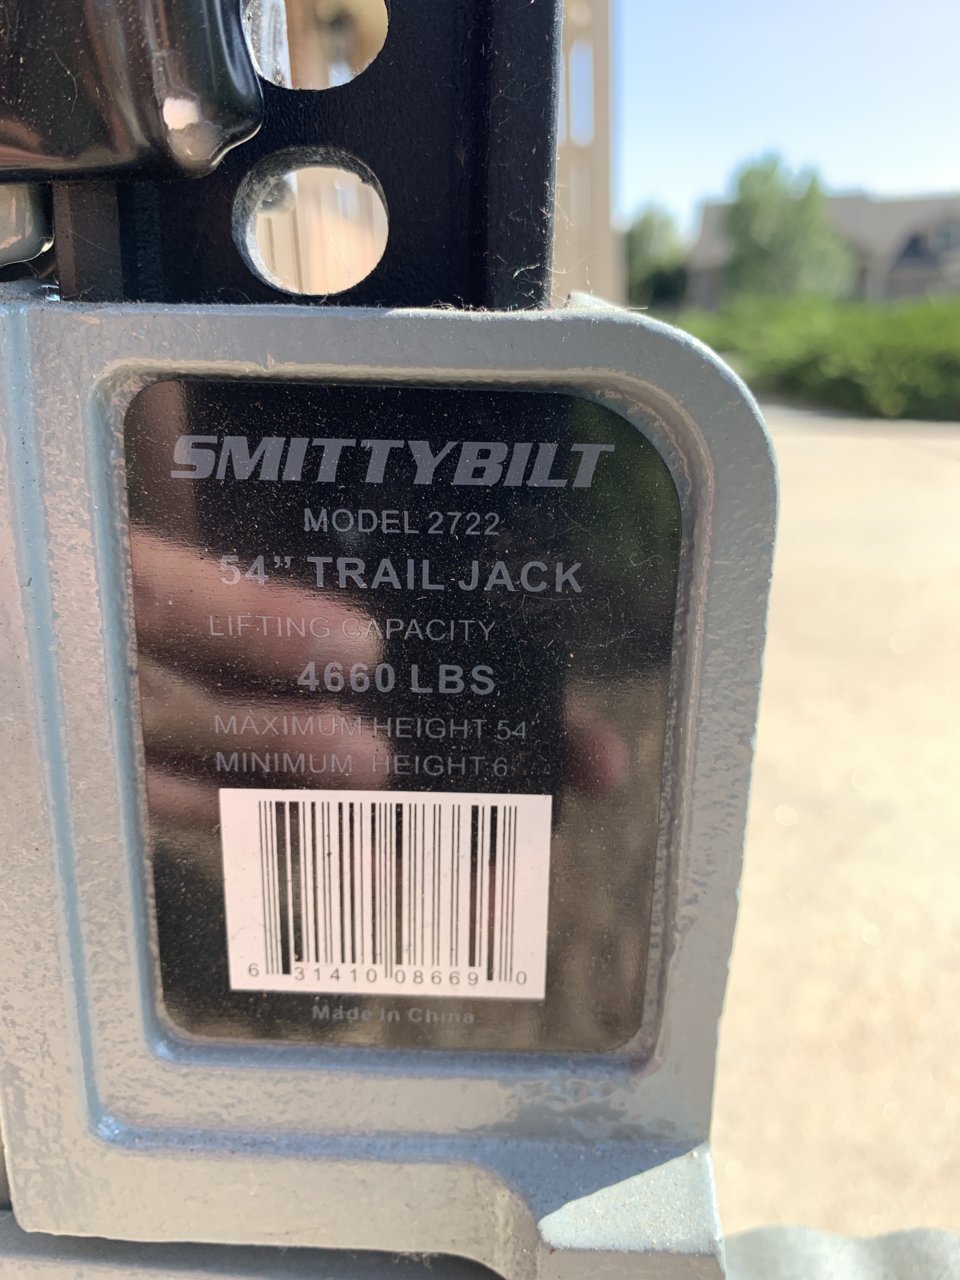 SMITTYBILT
MODEL 2722
54” TRAIL JACK
LIFTING CAPACITY
4660 LBS
MAXIMUM HEIGHT 54'
MINIMUM HEIGHT 6
6 31410 08669 0
Made In China